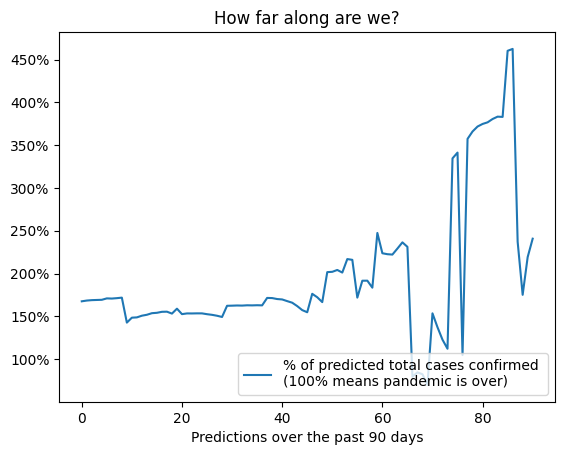 How far along are we?
450%
400%
350%
300%
250%
200%
150%
100%
% of predicted total cases confirmed
(100% means pandemic is over)
0 20 40 60 80
Predictions over the past 90 days